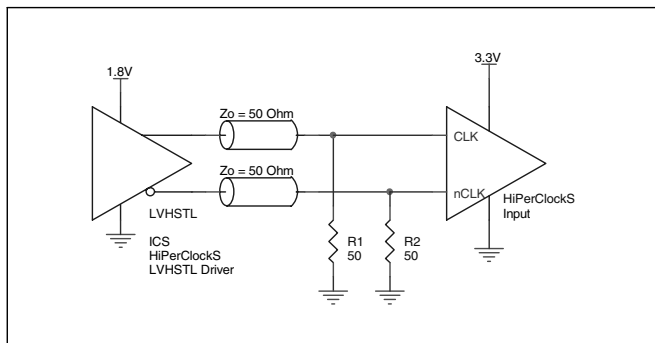 1.8V
3.3V
Zo = 50 Ohm
CLK
Zo = 50 Ohm
nCLK
HiPerClockS
Input
LVHSTL
ICS
HiPerClockS
LVHSTL Driver
R1
50
R2
50